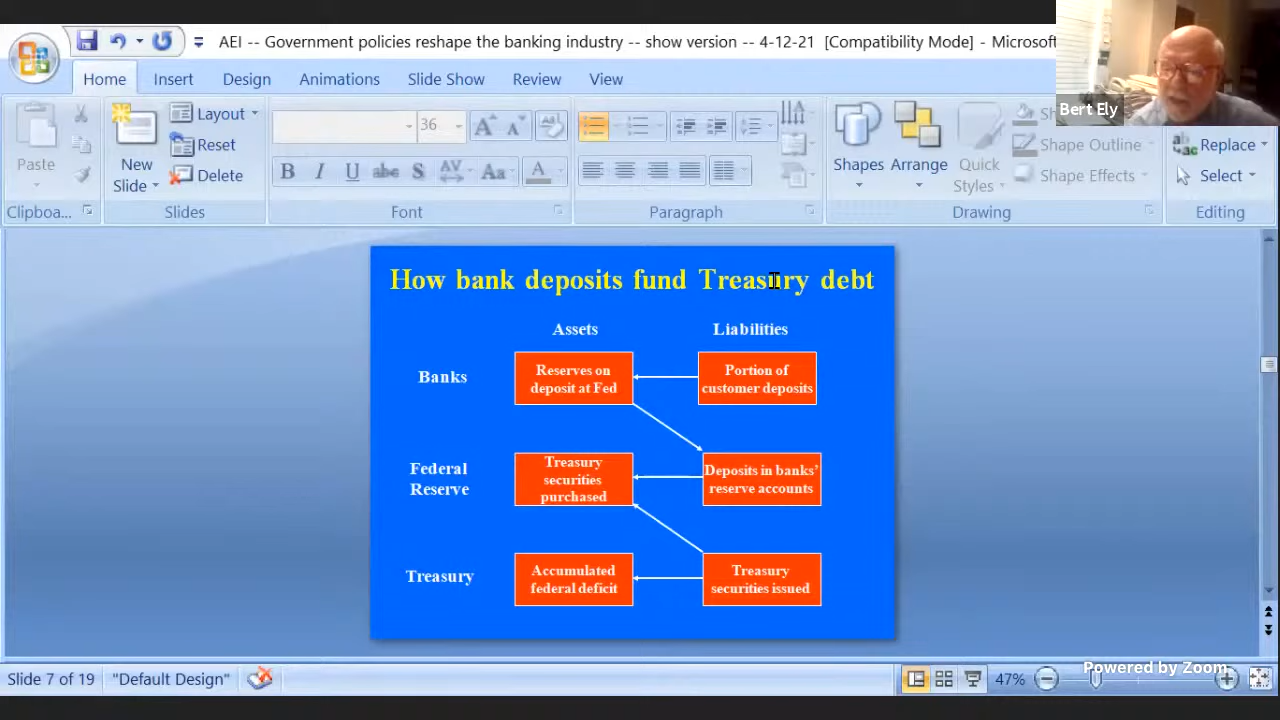 AEI -- Government policies reshape the banking industry -- show version -- 4-12-21 [Compatibility Mode] - Microsoft
Home Insert Design Animations Slide Show Review View
Bert Ely
Paste
New
Slide
Layout
Reset
Delete
36
B I U abc S AV Aa A
Shapes
Arrange
Quick
Styles
Sh
Shape Outline
Shape Effects
Replace
Select
Clipboa... Slides Font Paragraph Drawing Editing
How bank deposits fund Treasury debt
Assets Liabilities
Banks
Reserves on
deposit at Fed
Portion of
customer deposits
Federal
Reserve
Treasury
securities
purchased
Deposits in banks'
reserve accounts
Treasury
Accumulated
federal deficit
Treasury
securities issued
Powered by Zoom
Slide 7 of 19 "Default Design" 47%